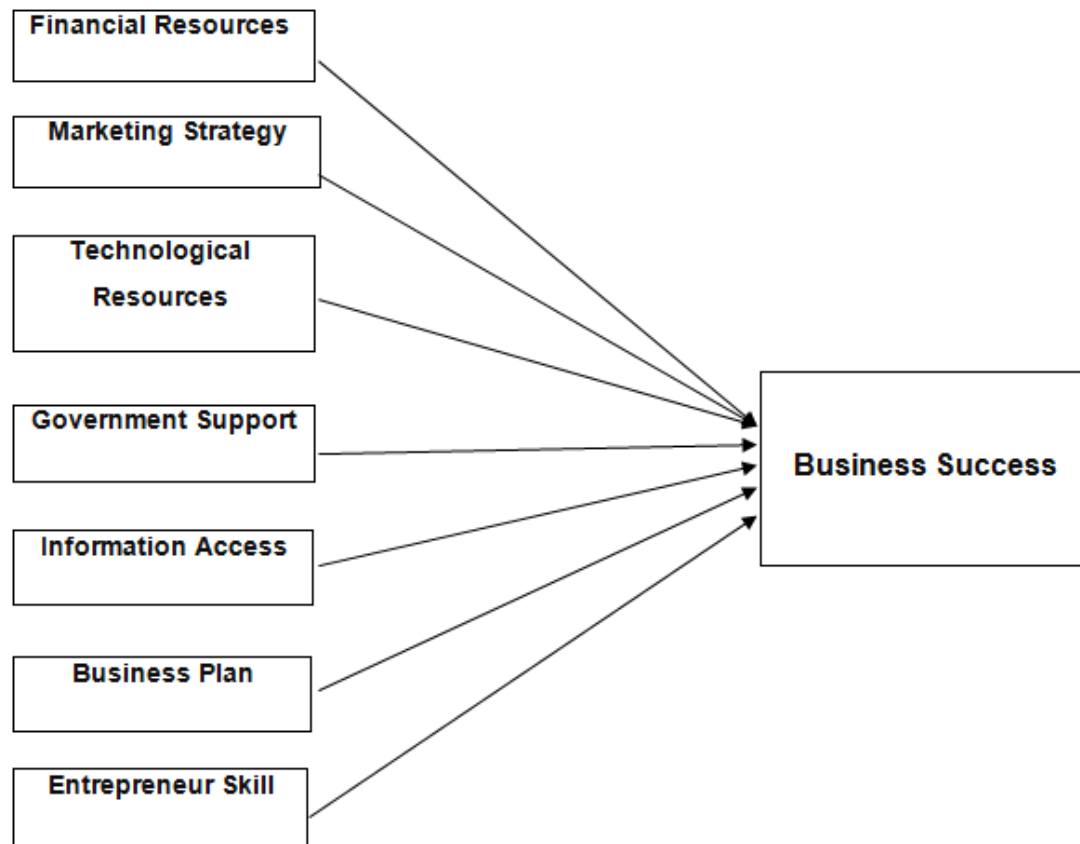 Financial Resources
Marketing Strategy
Technological
Resources
Government Support
Information Access
Business Plan
Entrepreneur Skill
Business Success